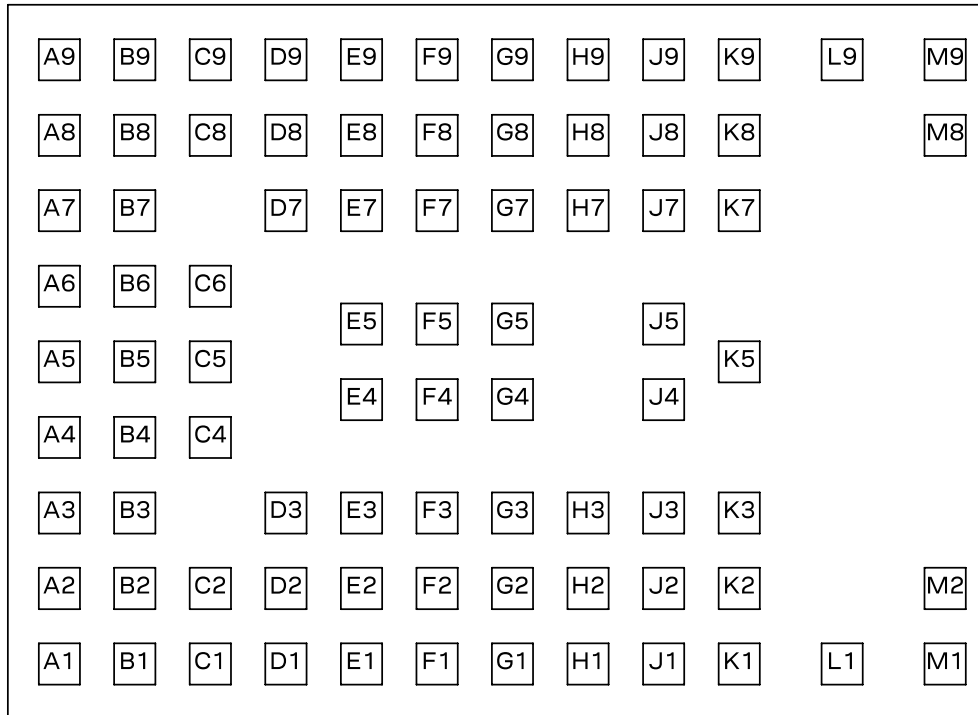 A9 B9 C9 D9 E9 F9 G9 H9 J9 K9 L9 M9
A8 B8 C8 D8 E8 F8 G8 H8 J8 K8 M8
A7 B7 D7 E7 F7 G7 H7 J7 K7
A6 B6 C6
E5 F5 G5 J5
A5 B5 C5 K5
E4 F4 G4 J4
A4 B4 C4
A3 B3 D3 E3 F3 G3 H3 J3 K3
A2 B2 C2 D2 E2 F2 G2 H2 J2 K2 M2
A1 B1 C1 D1 E1 F1 G1 H1 J1 K1 L1 M1